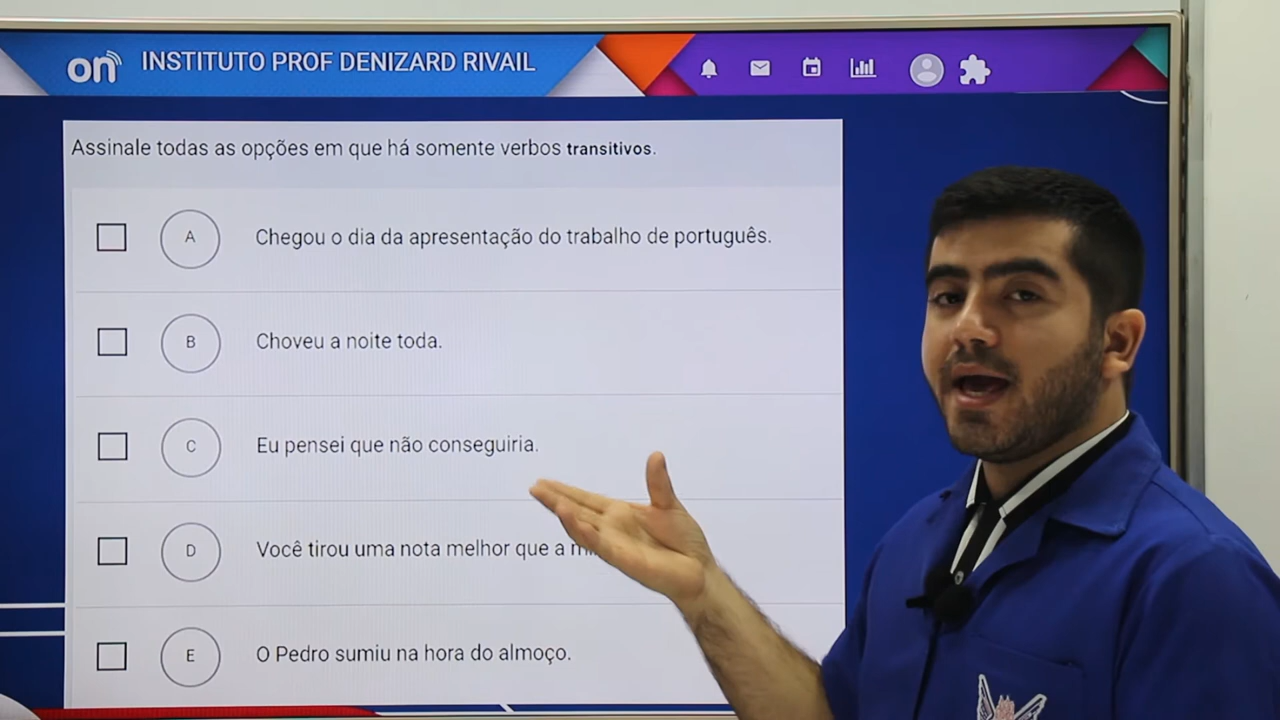 on INSTITUTO PROF DENIZARD RIVAIL
Assinale todas as opções em que há somente verbos transitivos.
A Chegou o dia da apresentação do trabalho de português.
B Choveu a noite toda.
C Eu pensei que não conseguiria.
D Você tirou uma nota melhor que a
E O Pedro sumiu na hora do almoço.